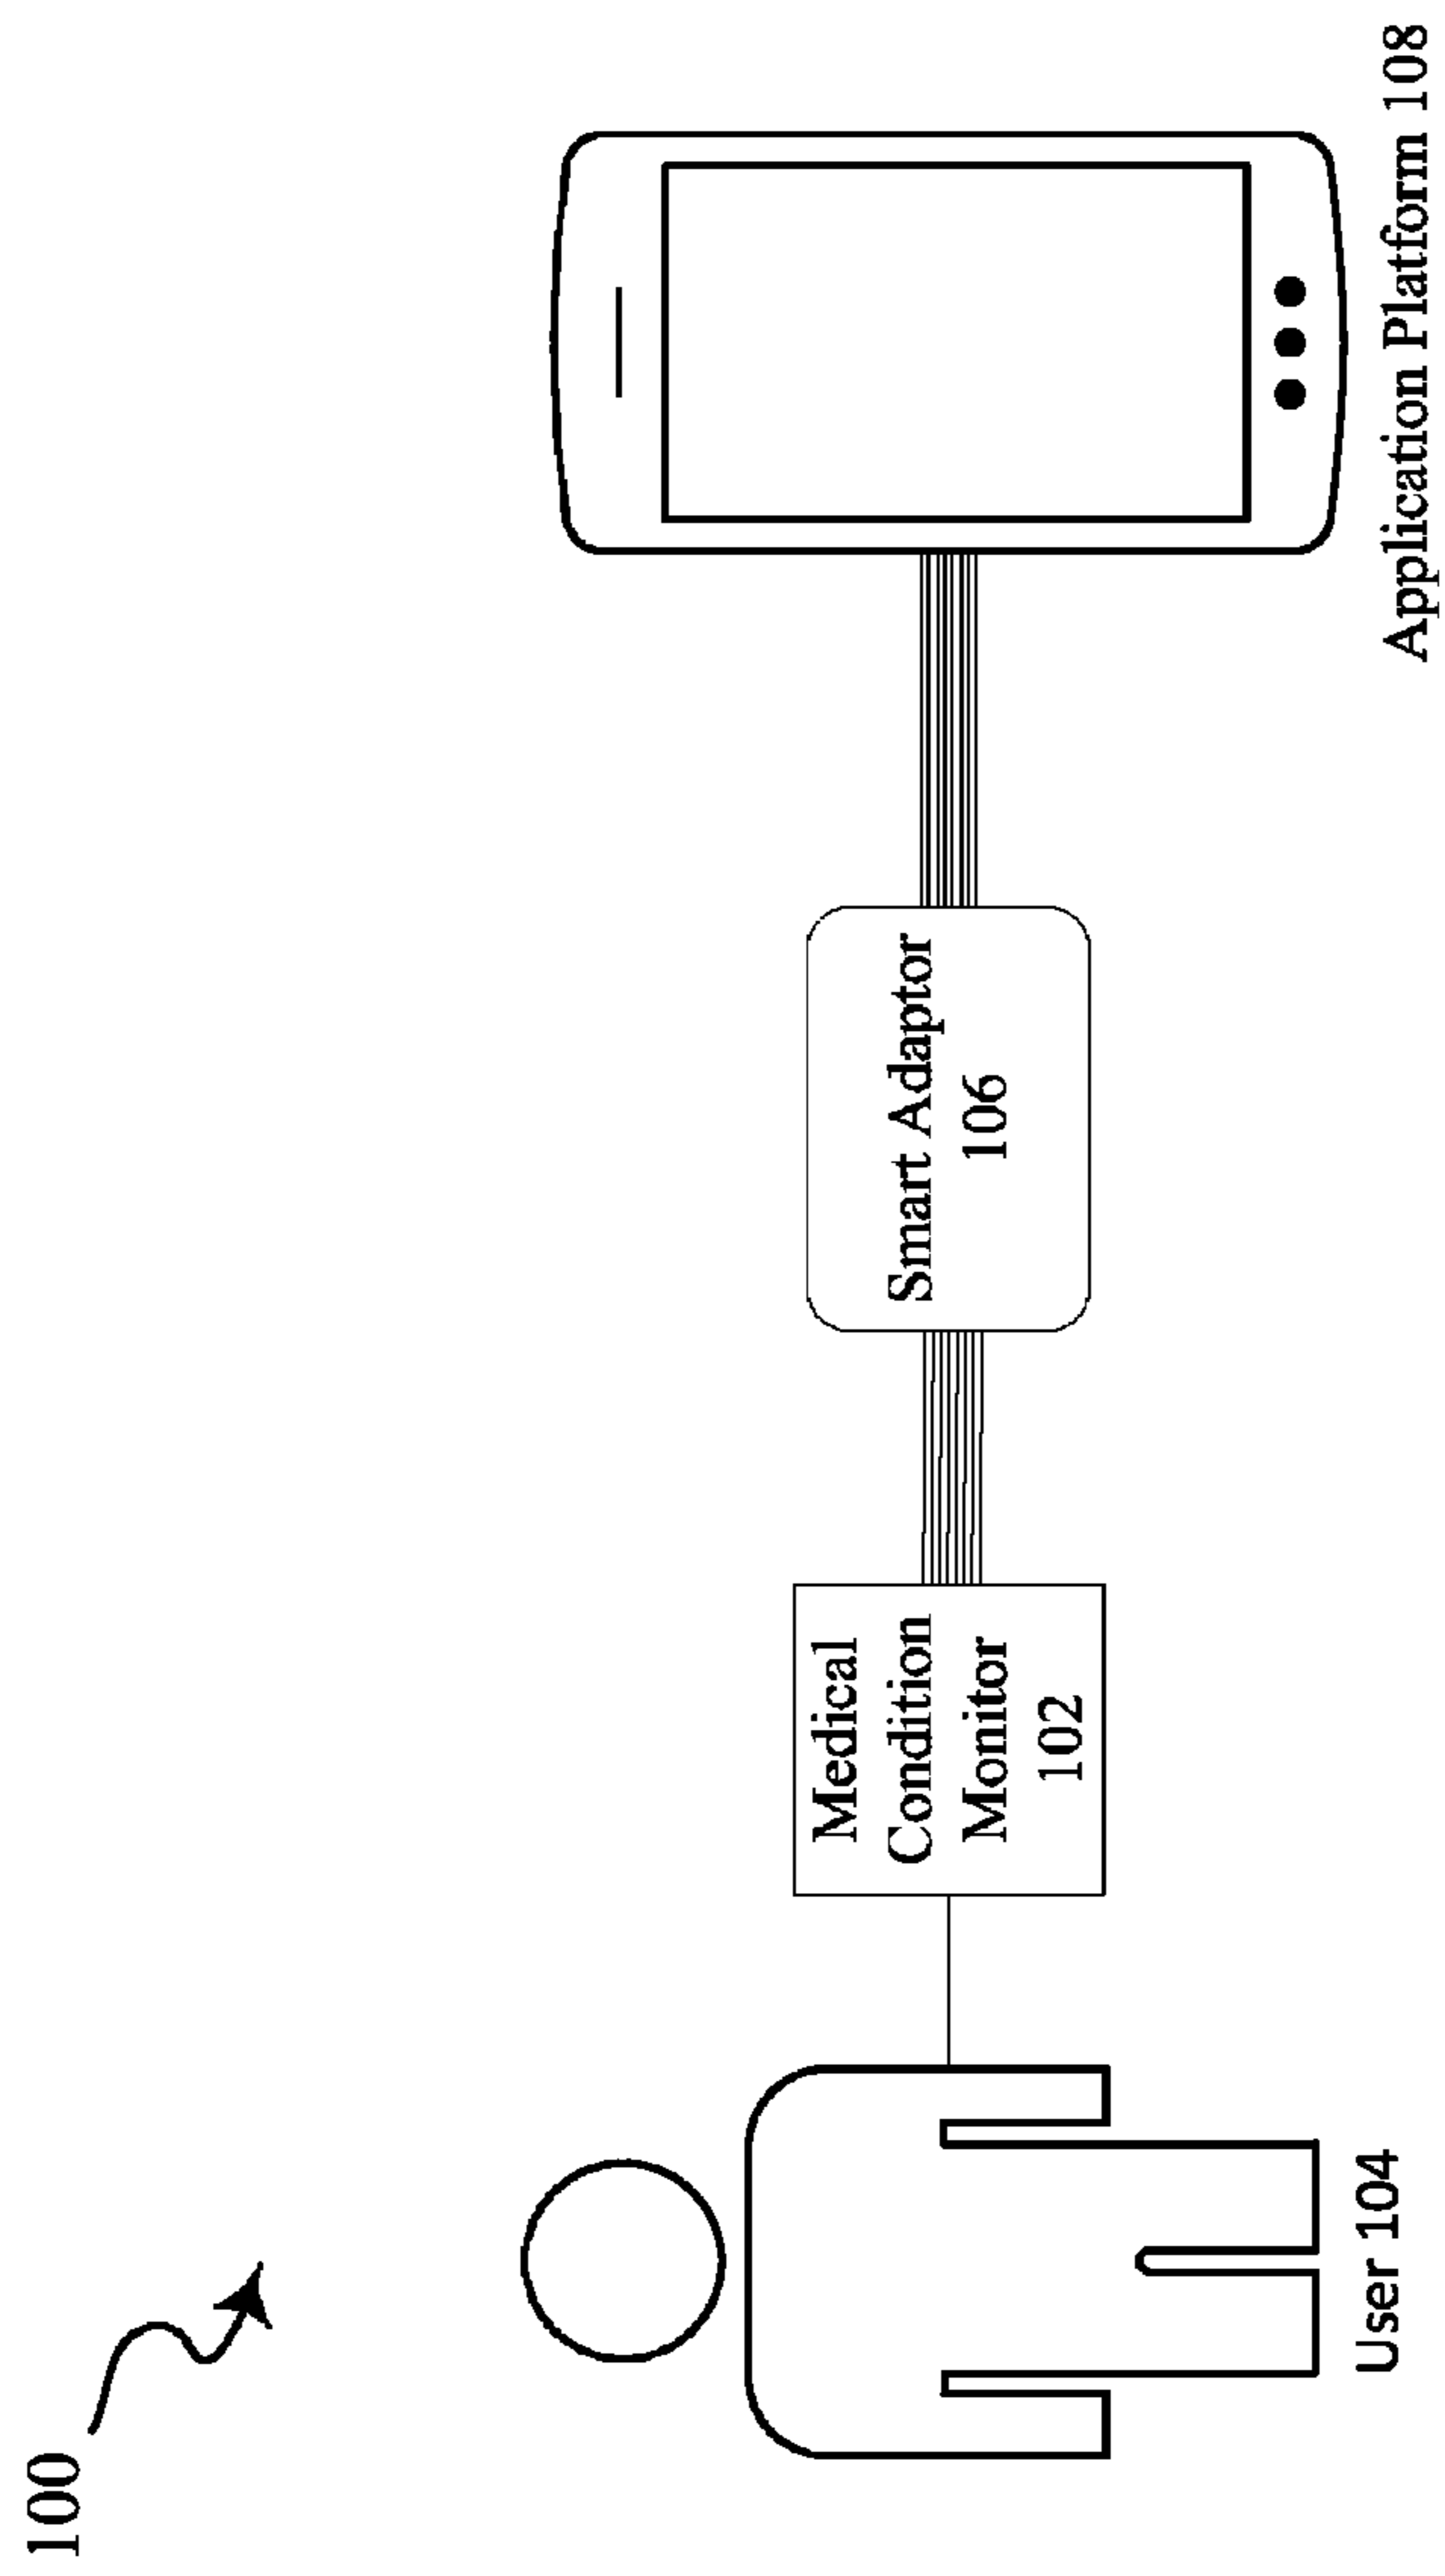 100
Medical
Condition
Monitor
102
Smart Adaptor
106
User 104
Application Platform 108